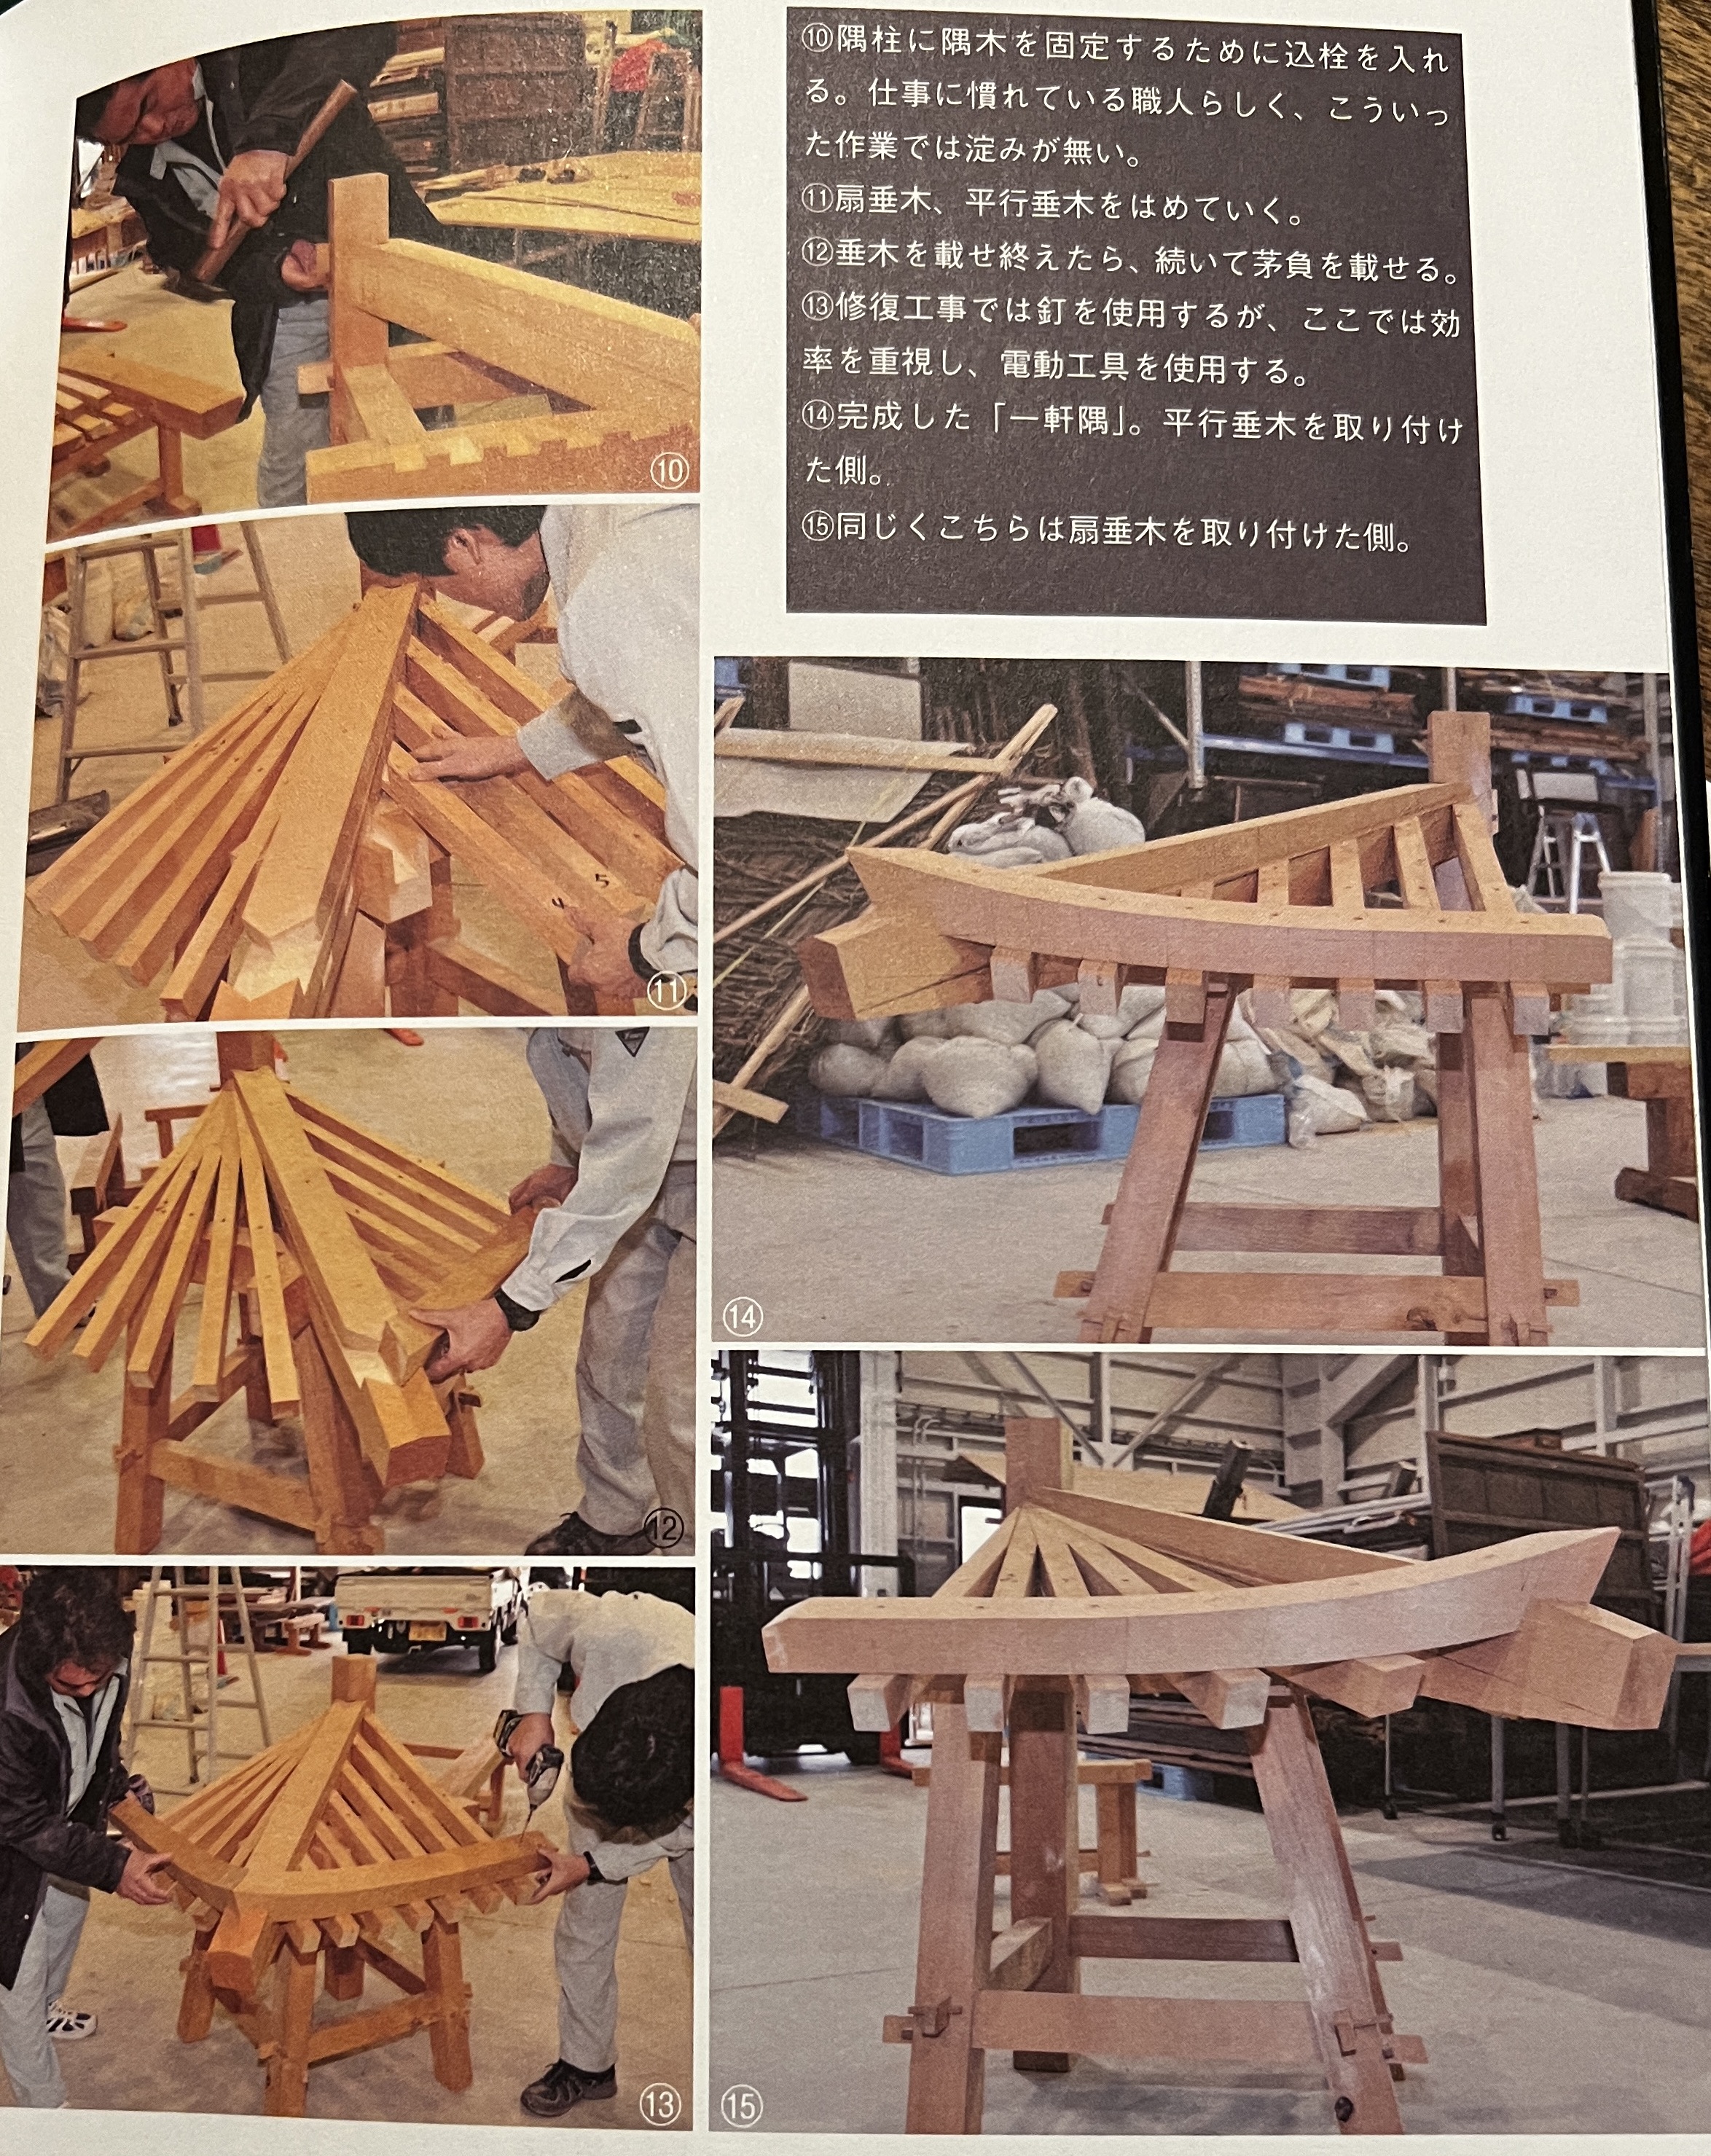 ⑩隅柱に隅木を固定するために込栓を入れ
る。仕事に慣れている職人らしく、こういっ
た作業では淀みが無い。
⑪扇垂木、平行垂木をはめていく。
⑫垂木を載せ終えたら、続いて茅負を載せる。
⑬修復工事では釘を使用するが、ここでは効
率を重視し、電動工具を使用する。
⑭完成した「一軒隅」。平行垂木を取り付け
た側。
⑮同じくこちらは扇垂木を取り付けた側。
⑩
5
4
⑪
⑫
⑬
⑭
⑮